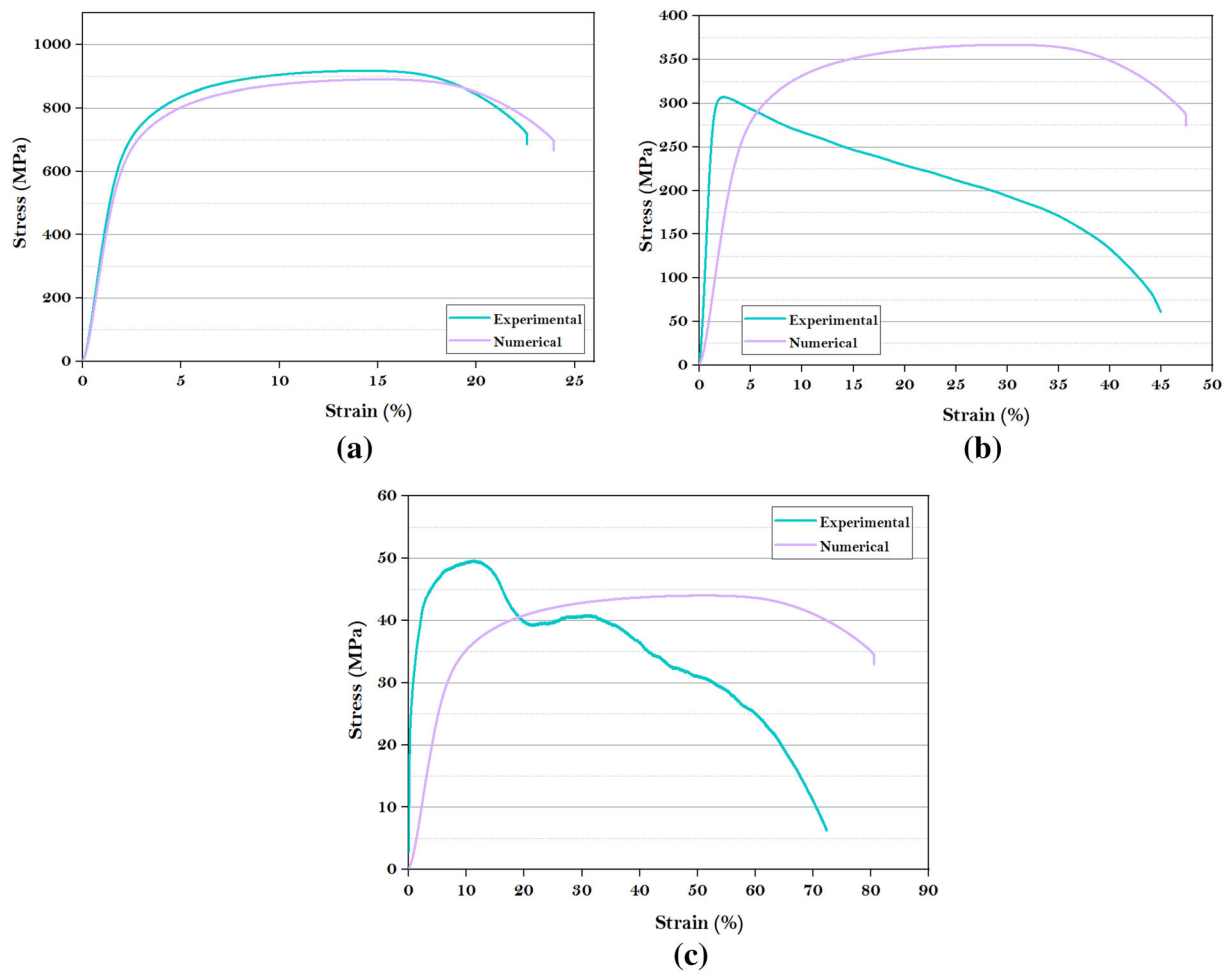 1000
800
600
400
200
0
Stress (MPa)
Experimental
Numerical
0 5 10 15 20 25
Strain (%)
(a)
400
350
300
250
200
150
100
50
0
Stress (MPa)
Experimental
Numerical
0 5 10 15 20 25 30 35 40 45 50
Strain (%)
(b)
60
50
40
30
20
10
0
Stress (MPa)
Experimental
Numerical
0 10 20 30 40 50 60 70 80 90
Strain (%)
(c)